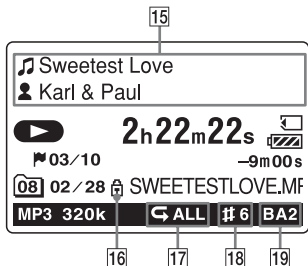 15
Sweetest Love
Karl & Paul
2h22m22s
03/10
−9m00s
08 02/28 SWEETESTLOVE.MP
MP3 320k ALL ♯6 BA2
16 17 18 19